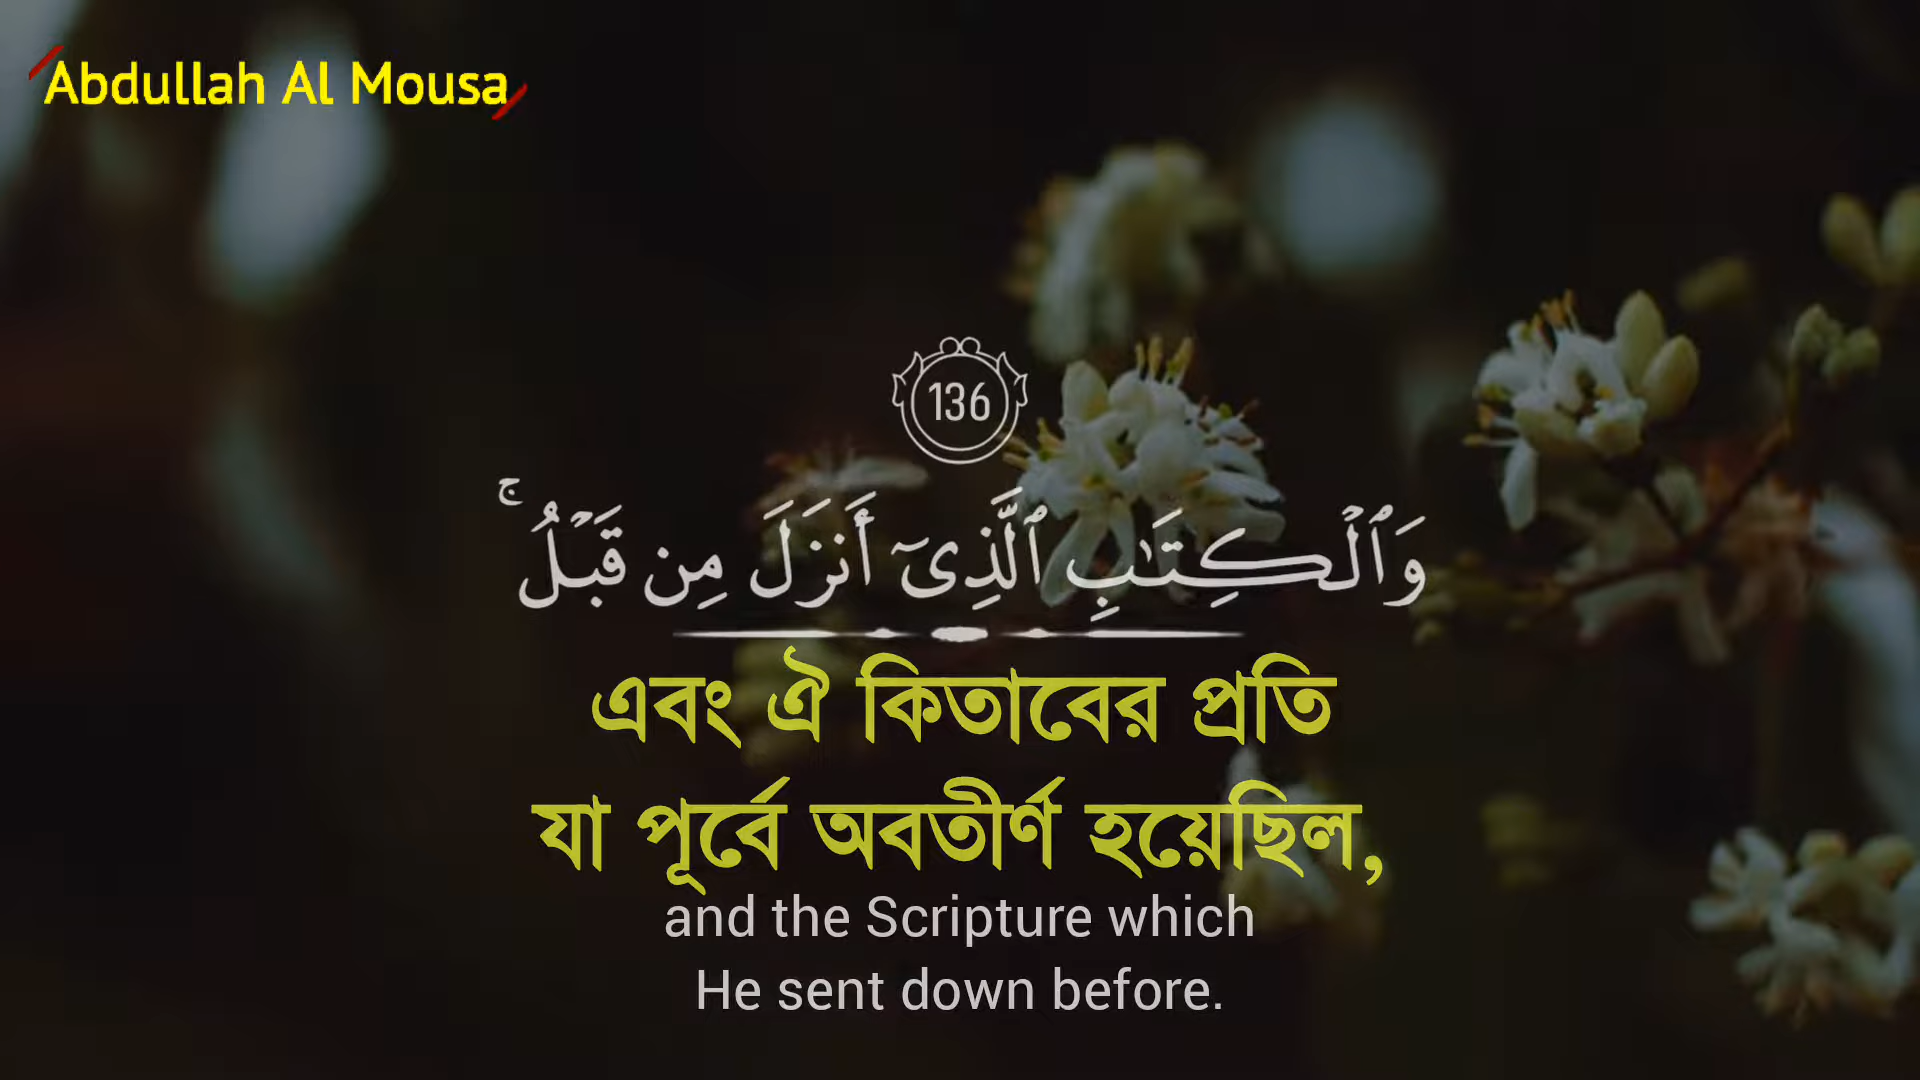 Abdullah Al Mousa
136
وَٱلْكِتَـٰبِ ٱلَّذِىٓ أَنزَلَ مِن قَبْلُ ۚ
এবং ঐ কিতাবের প্রতি
যা পূর্বে অবতীর্ণ হয়েছিল,
and the Scripture which
He sent down before.